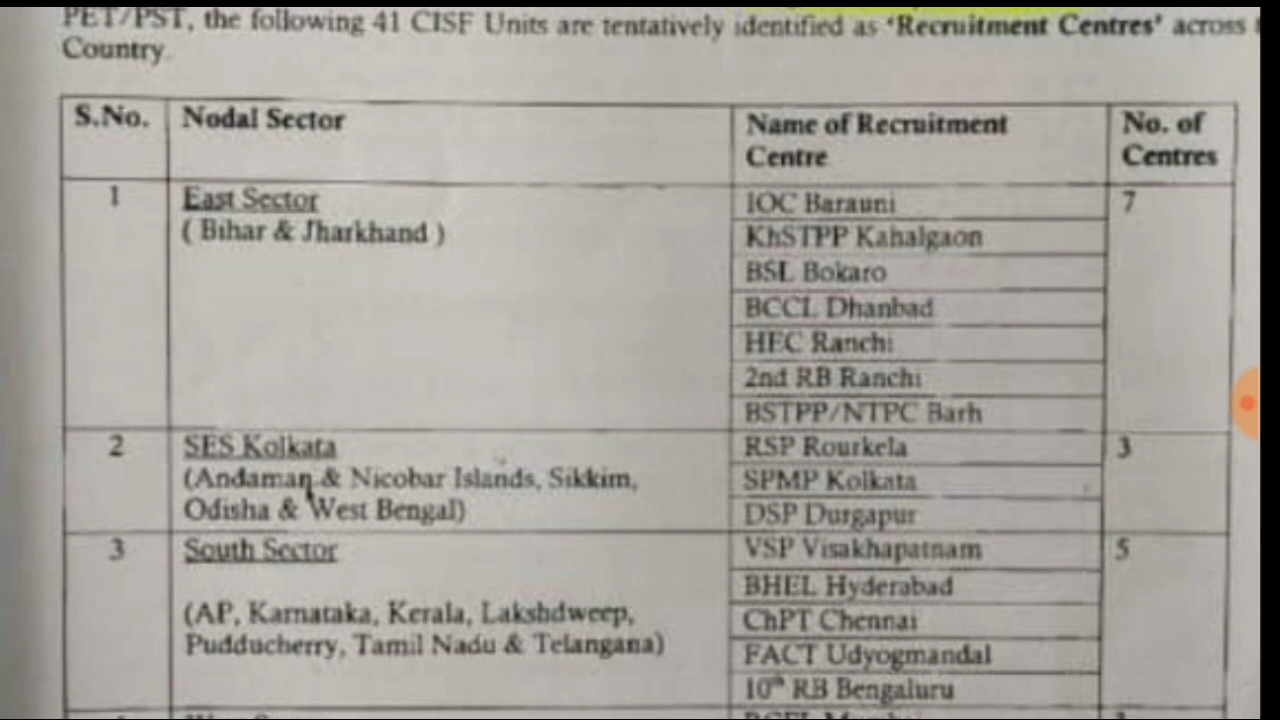 PET/PST, the following 41 CISF Units are tentatively identified as 'Recruitment Centres' across
Country.
S.No. Nodal Sector Name of Recruitment Centre No. of Centres
1 East Sector IOC Barauni 7
( Bihar & Jharkhand ) KhSTPP Kahalgaon
BSL Bokaro
BCCL Dhanbad
HEC Ranchi
2nd RB Ranchi
BSTPP/NTPC Barh
2 SES Kolkata RSP Rourkela 3
(Andaman & Nicobar Islands, Sikkim, SPMP Kolkata
Odisha & West Bengal) DSP Durgapur
3 South Sector VSP Visakhapatnam 5
BHEL Hyderabad
(AP, Karnataka, Kerala, Lakshdweep, ChPT Chennai
Pudducherry, Tamil Nadu & Telangana) FACT Udyogmandal
10th RB Bengaluru